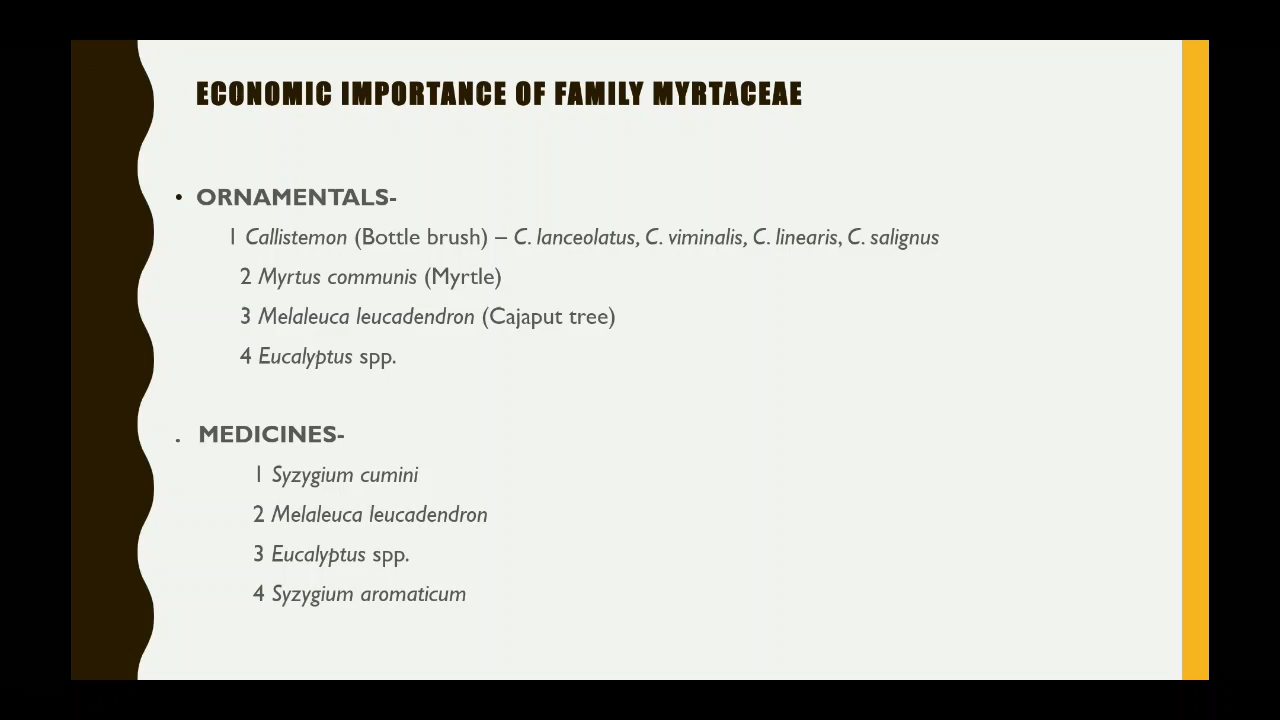 ECONOMIC IMPORTANCE OF FAMILY MYRTACEAE
• ORNAMENTALS-
1 Callistemon (Bottle brush) – C. lanceolatus, C. viminalis, C. linearis, C. salignus
2 Myrtus communis (Myrtle)
3 Melaleuca leucadendron (Cajaput tree)
4 Eucalyptus spp.
. MEDICINES-
1 Syzygium cumini
2 Melaleuca leucadendron
3 Eucalyptus spp.
4 Syzygium aromaticum